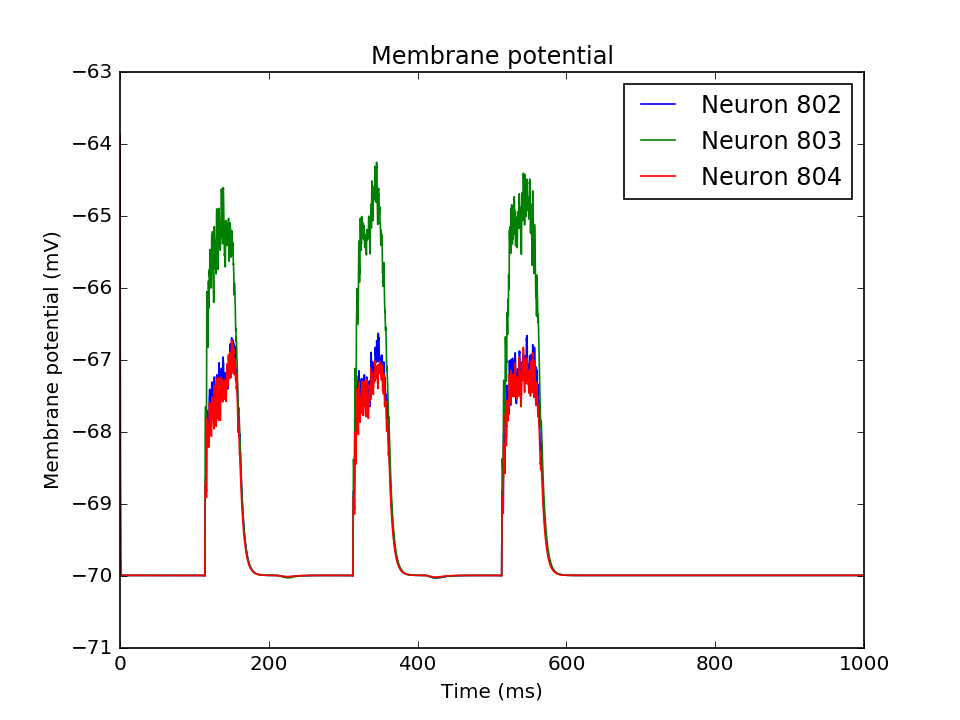 Membrane potential
−63
−64
−65
−66
−67
−68
−69
−70
−71
Membrane potential (mV)
Neuron 802
Neuron 803
Neuron 804
0 200 400 600 800 1000
Time (ms)